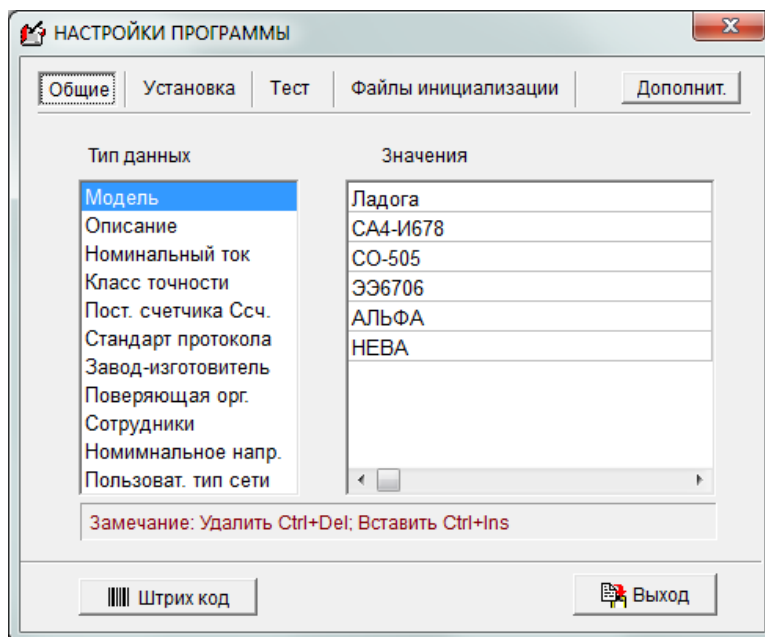 НАСТРОЙКИ ПРОГРАММЫ
Общие Установка Тест Файлы инициализации Дополнит.
Тип данных
Модель
Описание
Номинальный ток
Класс точности
Пост. счетчика Ссч.
Стандарт протокола
Завод-изготовитель
Поверяющая орг.
Сотрудники
Номимнальное напр.
Пользоват. тип сети
Значения
Ладога
СА4-И678
СО-505
ЭЭ6706
АЛЬФА
НЕВА
Замечание: Удалить Ctrl+Del; Вставить Ctrl+Ins
Штрих код
Выход